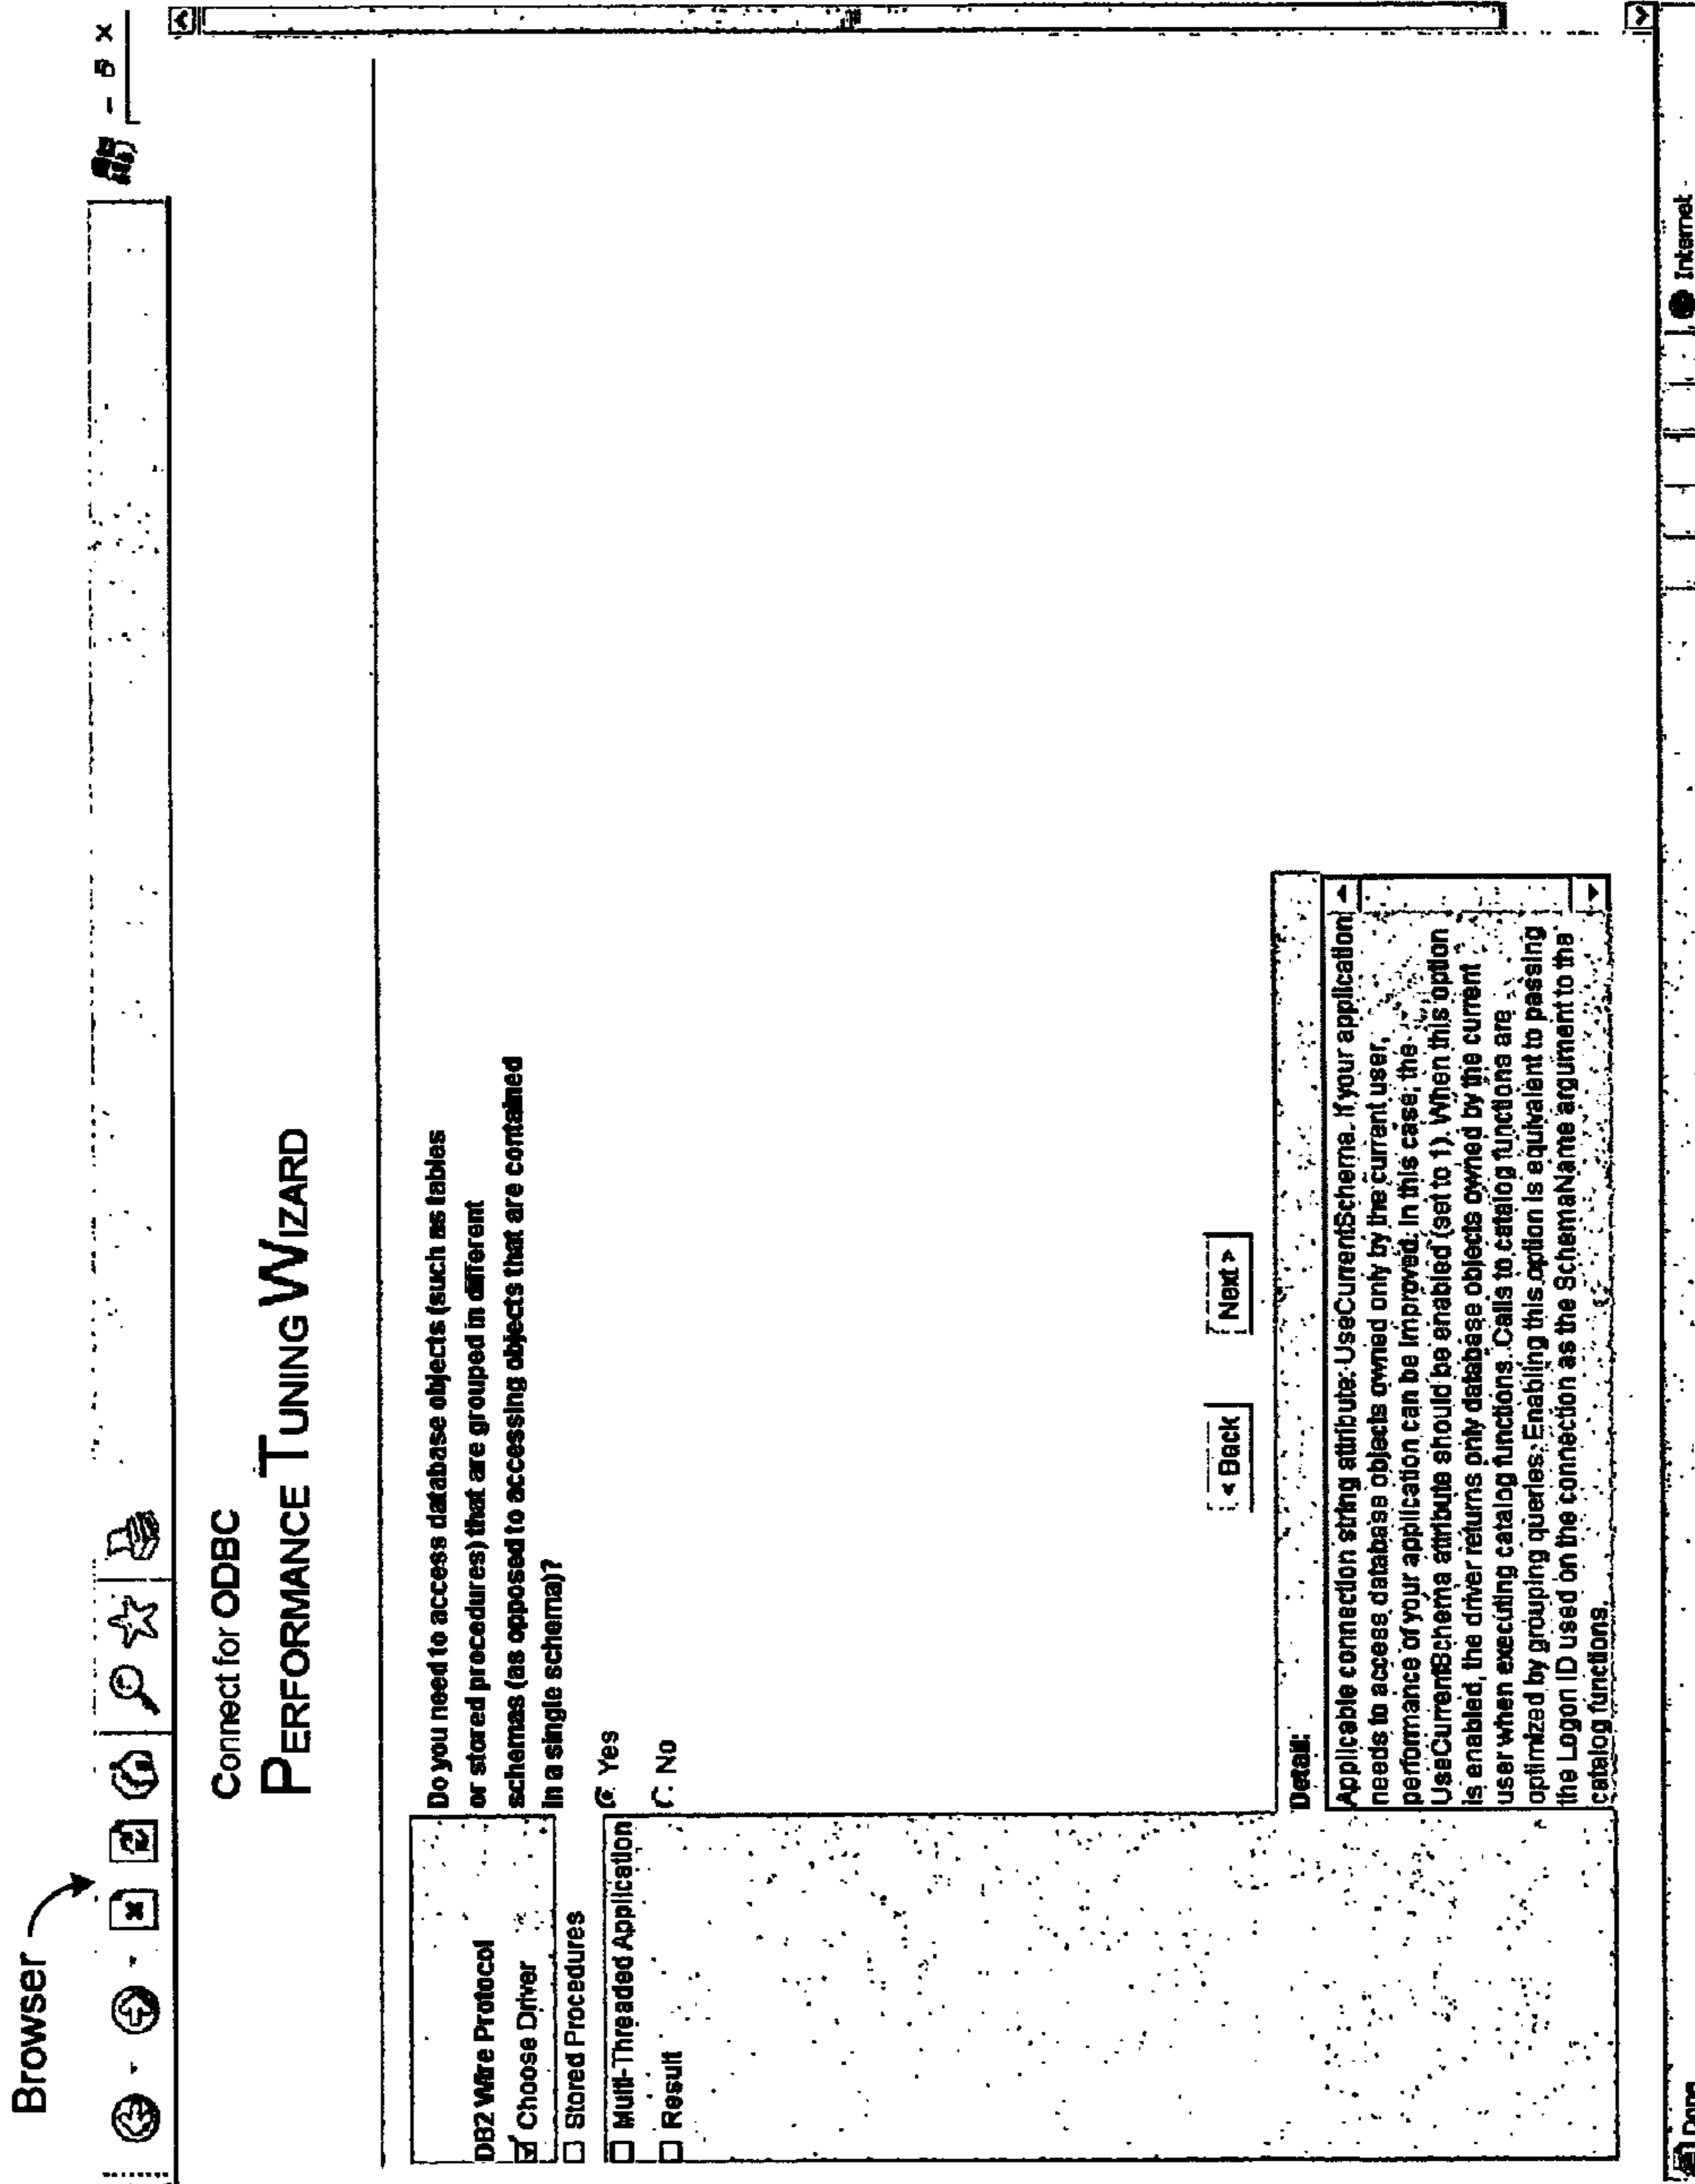 Browser
Connect for ODBC
PERFORMANCE TUNING WIZARD
DB2 Wire Protocol
Choose Driver
Stored Procedures
Multi-Threaded Application
Result
Do you need to access database objects (such as tables
or stored procedures) that are grouped in different
schemas (as opposed to accessing objects that are contained
in a single schema)?
Yes
No
< Back
Next >
Detail:
Applicable connection string attribute: UseCurrentSchema. If your application
needs to access database objects owned only by the current user,
performance of your application can be improved. In this case, the
UseCurrentSchema attribute should be enabled (set to 1). When this option
is enabled, the driver returns only database objects owned by the current
user when executing catalog functions. Calls to catalog functions are
optimized by grouping queries. Enabling this option is equivalent to passing
the Logon ID used on the connection as the SchemaName argument to the
catalog functions.
Done
Internet